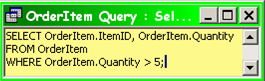 OrderItem Query : Sel...
SELECT OrderItem.ItemID, OrderItem.Quantity
FROM OrderItem
WHERE OrderItem.Quantity > 5;